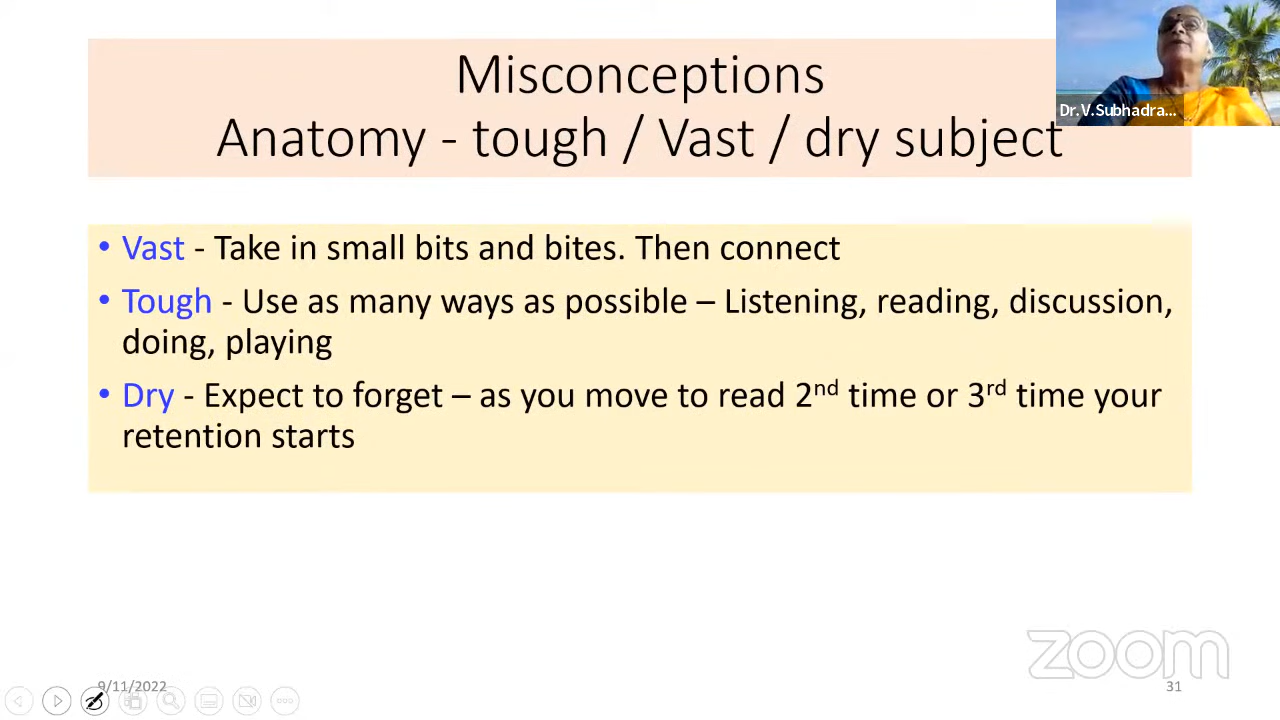 Misconceptions
Anatomy - tough / Vast / dry subject
Dr.V.Subhadra...
• Vast - Take in small bits and bites. Then connect
• Tough - Use as many ways as possible – Listening, reading, discussion,
doing, playing
• Dry - Expect to forget – as you move to read 2nd time or 3rd time your
retention starts
zoom
9/11/2022
31